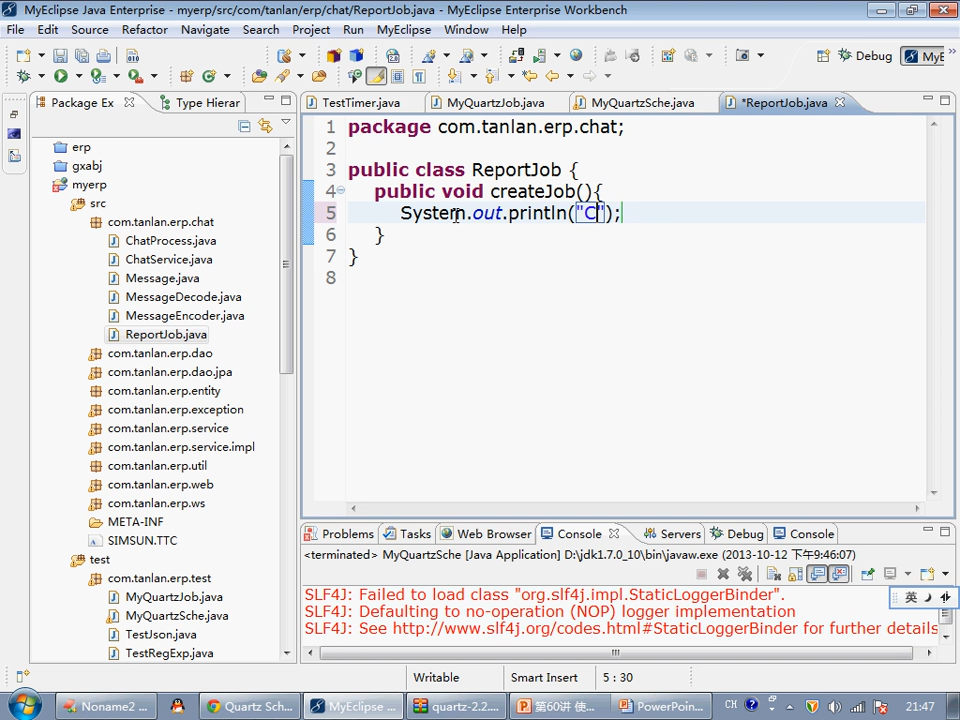 MyEclipse Java Enterprise - myerp/src/com/tanlan/erp/chat/ReportJob.java - MyEclipse Enterprise Workbench
File Edit Source Refactor Navigate Search Project Run MyEclipse Window Help
Debug MyE
Package Ex Type Hierar
TestTimer.java MyQuartzJob.java MyQuartzSche.java *ReportJob.java
erp
gxabj
myerp
src
com.tanlan.erp.chat
ChatProcess.java
ChatService.java
Message.java
MessageDecode.java
MessageEncoder.java
ReportJob.java
com.tanlan.erp.dao
com.tanlan.erp.dao.jpa
com.tanlan.erp.entity
com.tanlan.erp.exception
com.tanlan.erp.service
com.tanlan.erp.service.impl
com.tanlan.erp.util
com.tanlan.erp.web
com.tanlan.erp.ws
META-INF
SIMSUN.TTC
test
com.tanlan.erp.test
MyQuartzJob.java
MyQuartzSche.java
TestJson.java
TestRegExp.java
1 package com.tanlan.erp.chat;
2
3 public class ReportJob {
4 public void createJob(){
5 System.out.println("C");
6 }
7 }
8
Problems Tasks Web Browser Console Servers Debug Console
<terminated> MyQuartzSche [Java Application] D:\jdk1.7.0_10\bin\javaw.exe (2013-10-12 下午9:46:07)
SLF4J: Failed to load class "org.slf4j.impl.StaticLoggerBinder".
SLF4J: Defaulting to no-operation (NOP) logger implementation
SLF4J: See http://www.slf4j.org/codes.html#StaticLoggerBinder for further details
英
Writable Smart Insert 5 : 30
Noname2 ... Quartz Sch... MyEclipse ... quartz-2.2.... 第60讲 使... PowerPoin... CH 21:47